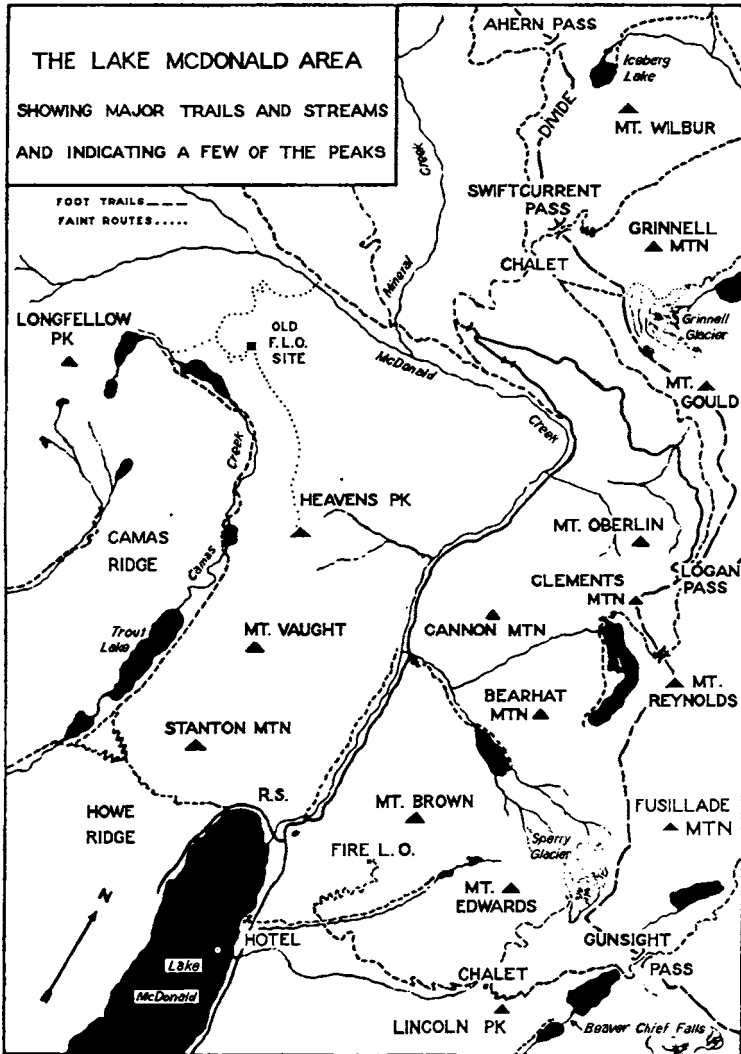 THE LAKE MCDONALD AREA
SHOWING MAJOR TRAILS AND STREAMS
AND INDICATING A FEW OF THE PEAKS
FOOT TRAILS
FAINT ROUTES
AHERN PASS
Iceberg
Lake
DIVIDE
MT. WILBUR
Creek
Mineral
SWIFTCURRENT
PASS
GRINNELL
MTN
CHALET
Grinnell
Glacier
LONGFELLOW
PK
OLD
F.L.O.
SITE
McDonald
Creek
MT.
GOULD
Creek
Camas
HEAVENS PK
CAMAS
RIDGE
MT. OBERLIN
LOGAN
PASS
CLEMENTS
MTN
Trout
Lake
MT. VAUGHT
CANNON MTN
BEARHAT
MTN
MT.
REYNOLDS
STANTON MTN
R.S.
HOWE
RIDGE
MT. BROWN
FUSILLADE
MTN
FIRE L.O.
Sperry
Glacier
MT.
EDWARDS
N
HOTEL
GUNSIGHT
PASS
Lake
McDonald
CHALET
LINCOLN PK
Beaver Chief Falls